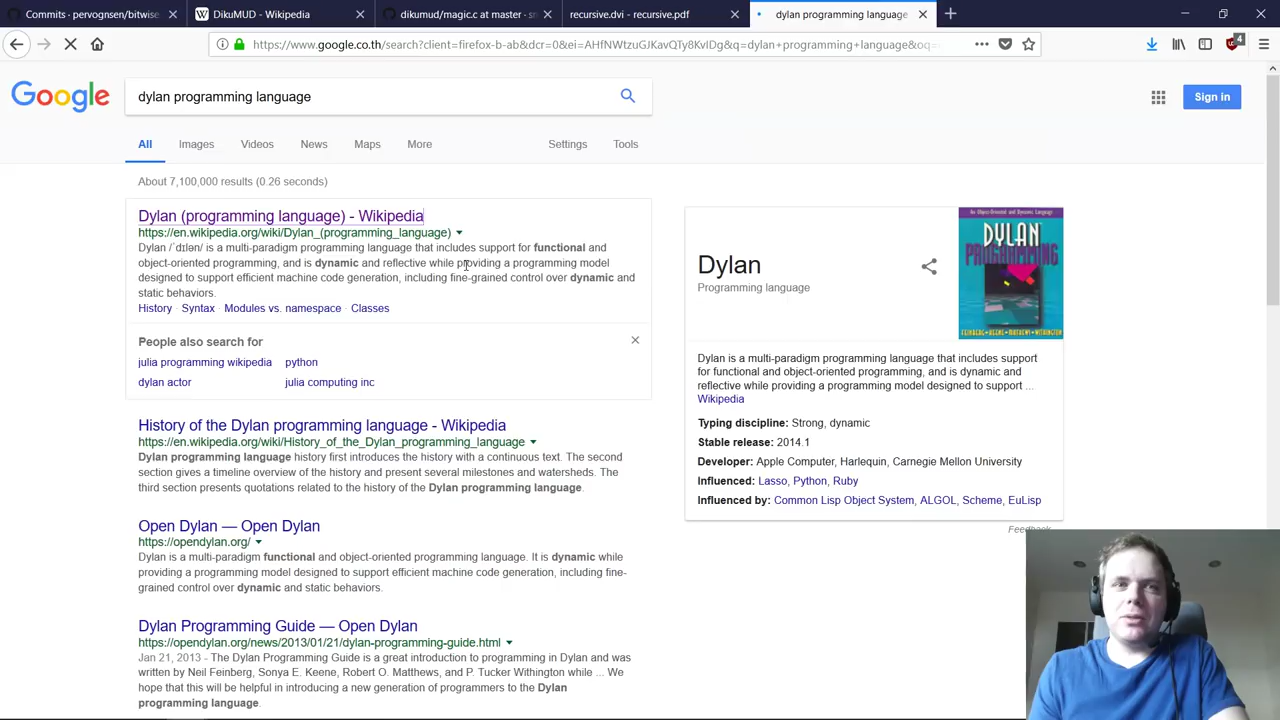 Commits · pervognsen/bitwise
DikuMUD - Wikipedia
dikumud/magic.c at master · sn
recursive.dvi - recursive.pdf
dylan programming language
https://www.google.co.th/search?client=firefox-b-ab&dcr=0&ei=AHfNWtzuGJKavQTy8KvIDg&q=dylan+programming+language&oq=
4
Google
dylan programming language
Sign in
All
Images
Videos
News
Maps
More
Settings
Tools
About 7,100,000 results (0.26 seconds)
Dylan (programming language) - Wikipedia
https://en.wikipedia.org/wiki/Dylan_(programming_language)
Dylan /ˈdɪlən/ is a multi-paradigm programming language that includes support for functional and
object-oriented programming, and is dynamic and reflective while providing a programming model
designed to support efficient machine code generation, including fine-grained control over dynamic and
static behaviors.
History · Syntax · Modules vs. namespace · Classes
People also search for
julia programming wikipedia
python
dylan actor
julia computing inc
History of the Dylan programming language - Wikipedia
https://en.wikipedia.org/wiki/History_of_the_Dylan_programming_language
Dylan programming language history first introduces the history with a continuous text. The second
section gives a timeline overview of the history and present several milestones and watersheds. The
third section presents quotations related to the history of the Dylan programming language.
Open Dylan — Open Dylan
https://opendylan.org/
Dylan is a multi-paradigm functional and object-oriented programming language. It is dynamic while
providing a programming model designed to support efficient machine code generation, including fine-
grained control over dynamic and static behaviors.
Dylan Programming Guide — Open Dylan
https://opendylan.org/news/2013/01/21/dylan-programming-guide.html
Jan 21, 2013 - The Dylan Programming Guide is a great introduction to programming in Dylan and was
written by Neil Feinberg, Sonya E. Keene, Robert O. Matthews, and P. Tucker Withington while ... We
hope that this will be helpful in introducing a new generation of programmers to the Dylan
programming language.
Dylan
Programming language
An Object-Oriented and Dynamic Language
DYLAN
PROGRAMMING
FEINBERG · KEENE · MATHEWS · WITHINGTON
Dylan is a multi-paradigm programming language that includes support
for functional and object-oriented programming, and is dynamic and
reflective while providing a programming model designed to support ...
Wikipedia
Typing discipline: Strong, dynamic
Stable release: 2014.1
Developer: Apple Computer, Harlequin, Carnegie Mellon University
Influenced: Lasso, Python, Ruby
Influenced by: Common Lisp Object System, ALGOL, Scheme, EuLisp
Feedback